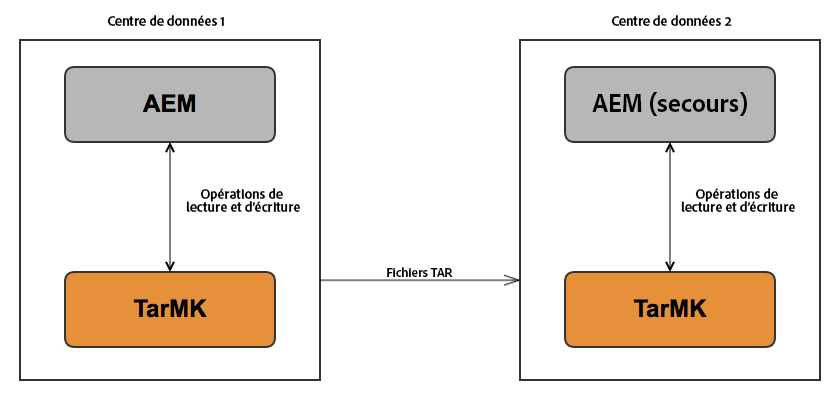 Centre de données 1
Centre de données 2
AEM
AEM (secours)
Opérations de
lecture et d'écriture
Opérations de
lecture et d'écriture
Fichiers TAR
TarMK
TarMK